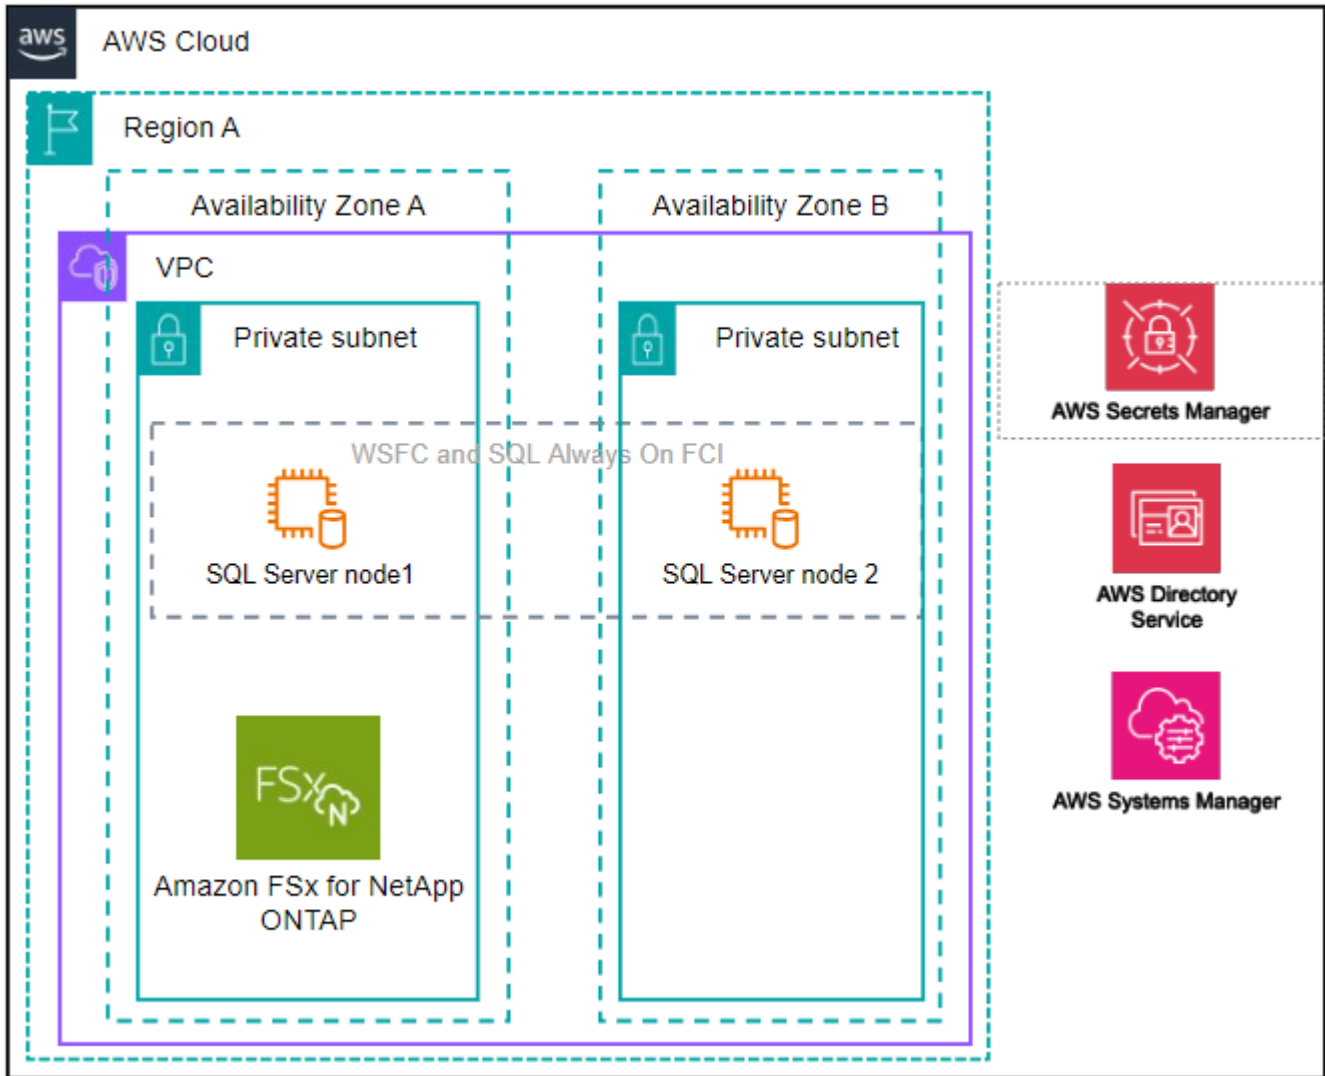 aws
AWS Cloud
Region A
Availability Zone A
Availability Zone B
VPC
Private subnet
Private subnet
WSFC and SQL Always On FCI
SQL Server node1
SQL Server node 2
FSx
N
Amazon FSx for NetApp
ONTAP
AWS Secrets Manager
AWS Directory
Service
AWS Systems Manager